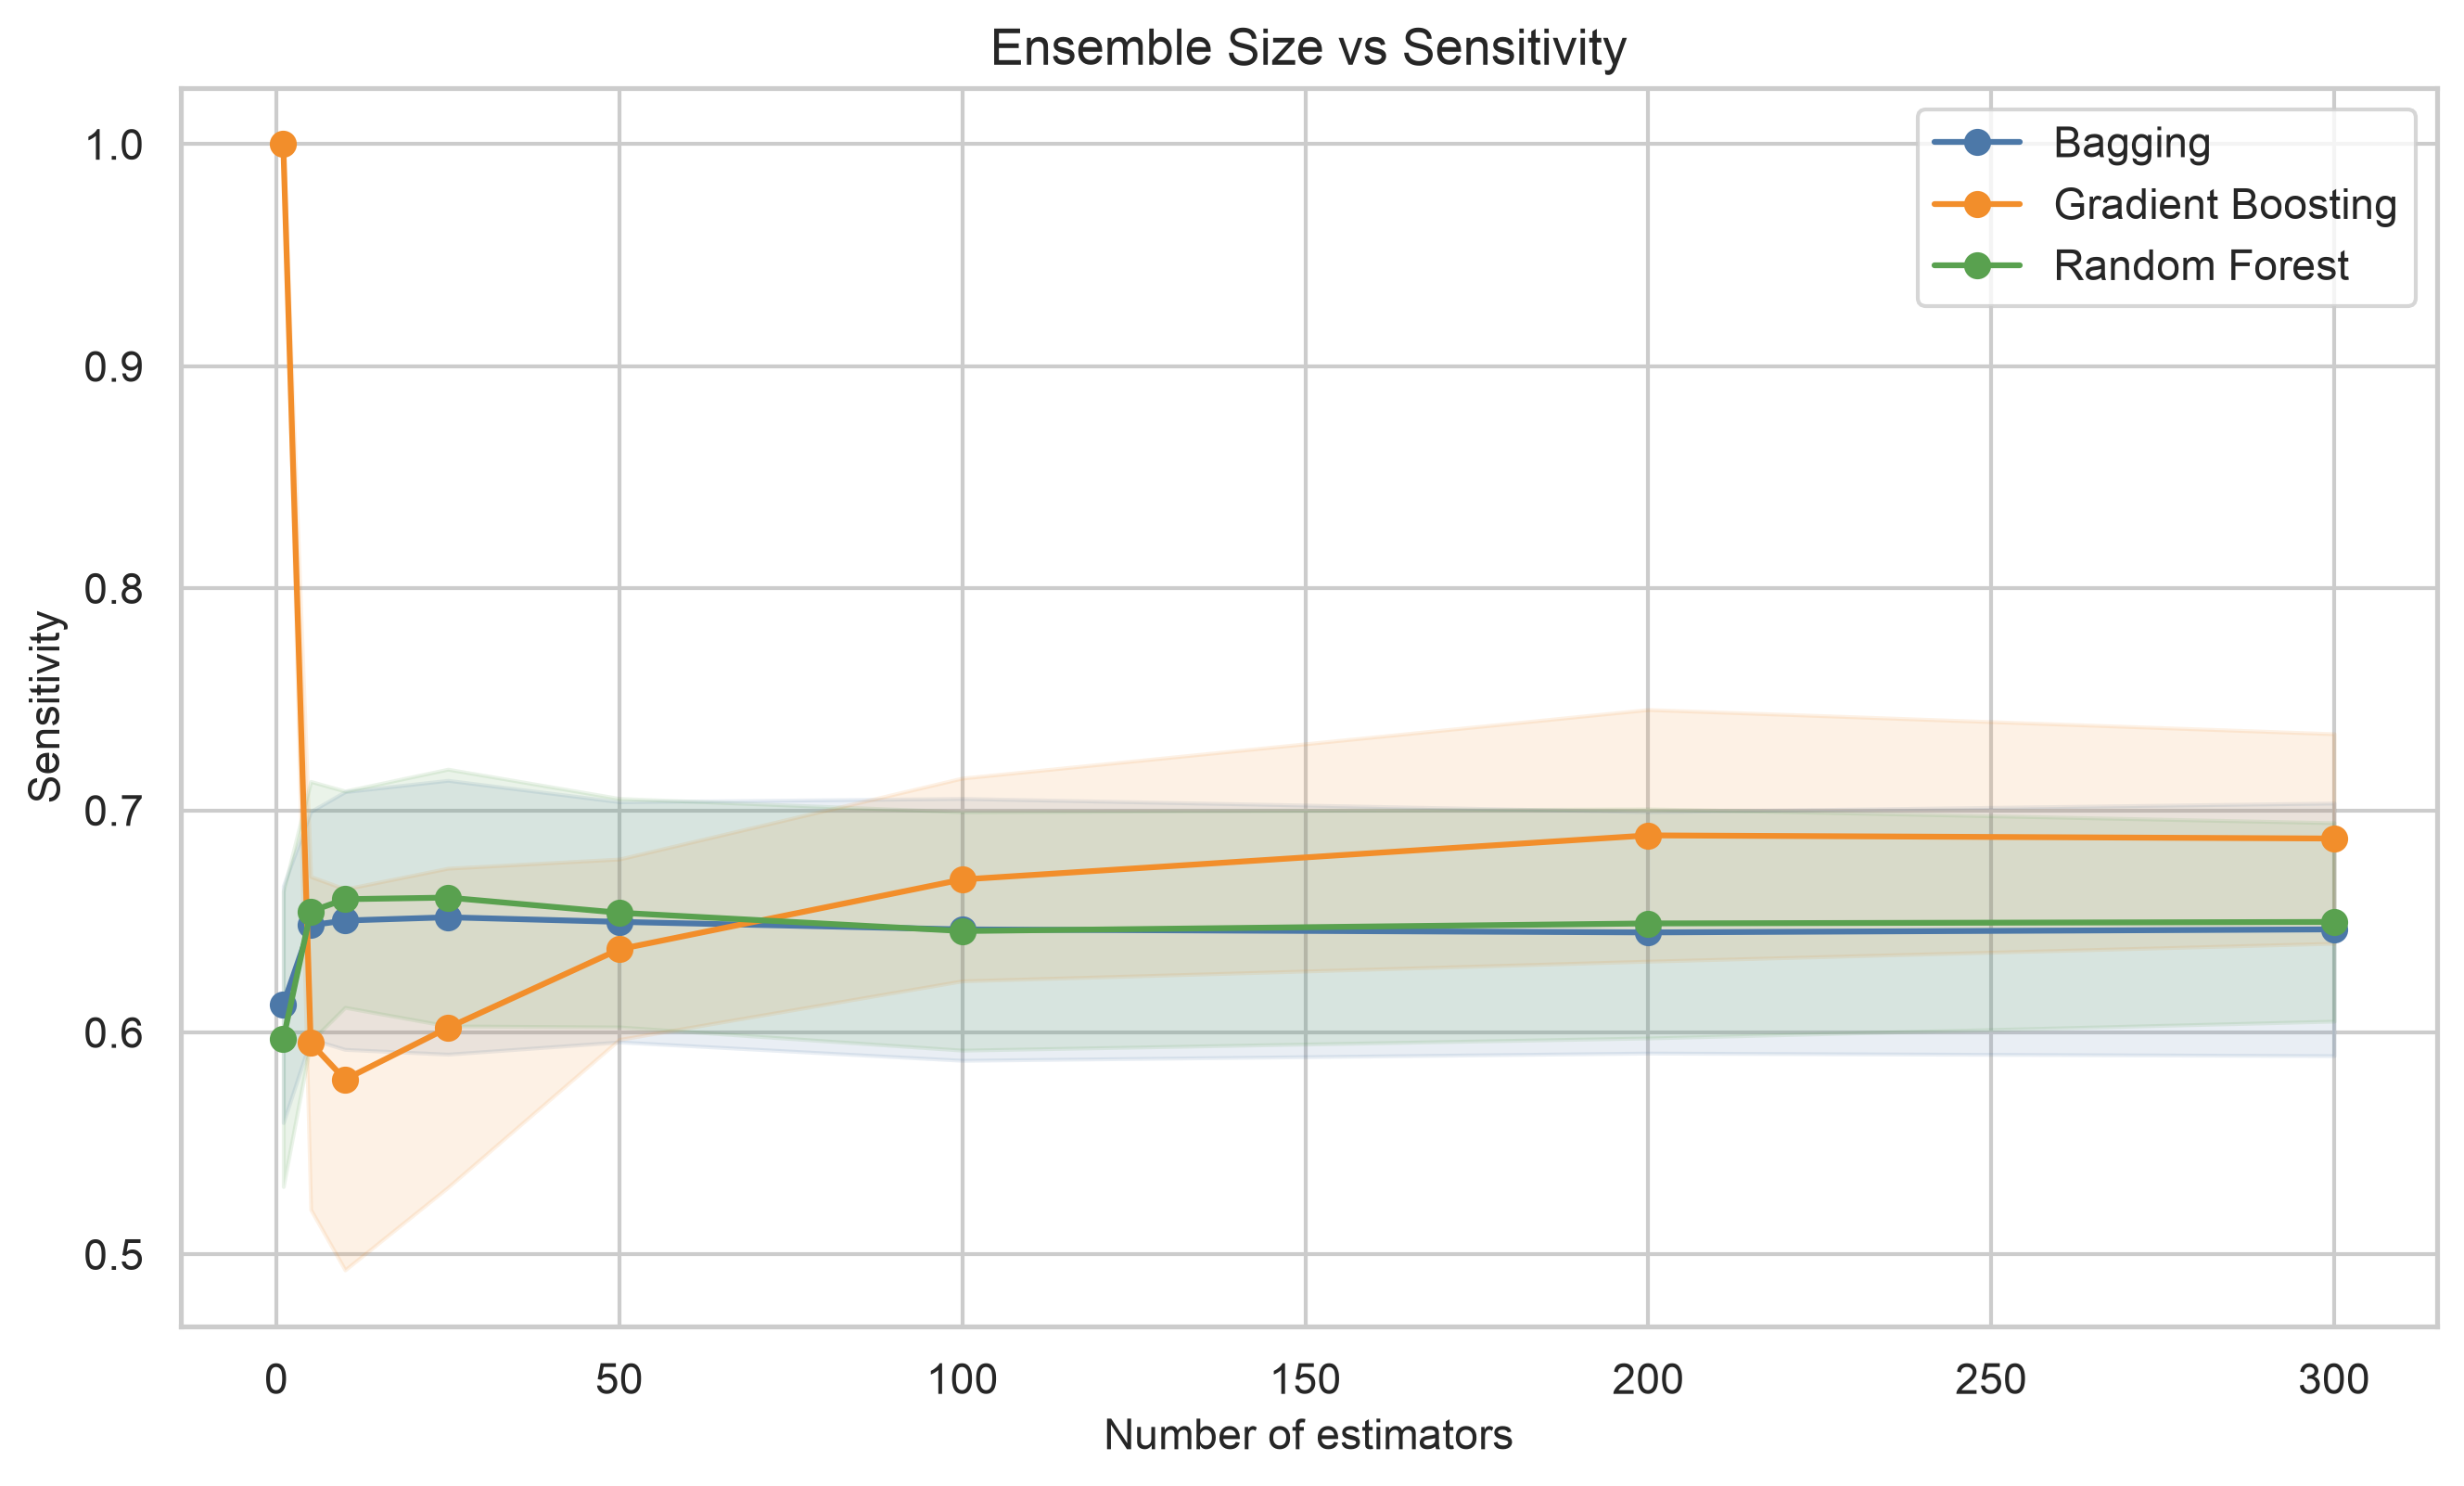 Ensemble Size vs Sensitivity
1.0
0.9
0.8
0.7
0.6
0.5
Sensitivity
Bagging
Gradient Boosting
Random Forest
0 50 100 150 200 250 300
Number of estimators